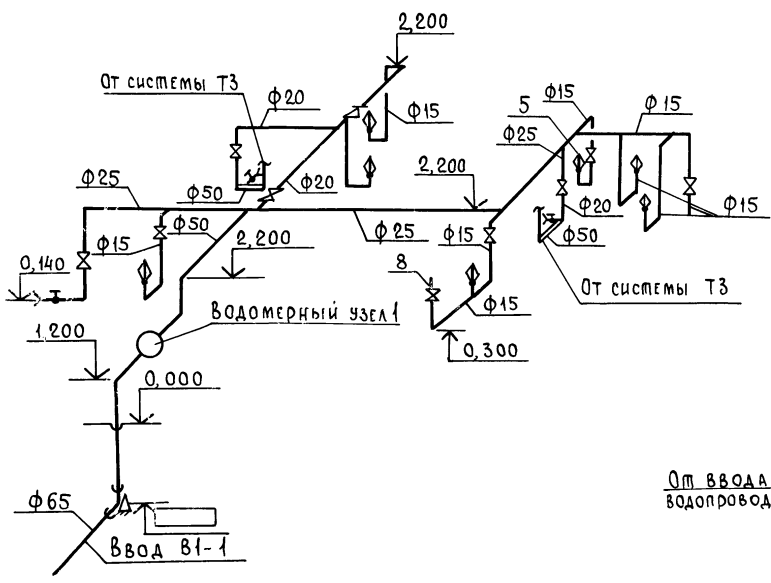 2,200
От системы Т3
ф20
ф15
ф15
5
ф15
ф25
ф25
ф50
ф20
2,200
ф15
ф15
ф50
ф25
ф15
ф20
ф50
0,140
2,200
8
ф15
От системы Т3
Водомерный узел 1
1,200
0,300
0,000
От ввода
водопровод
ф65
Ввод В1-1